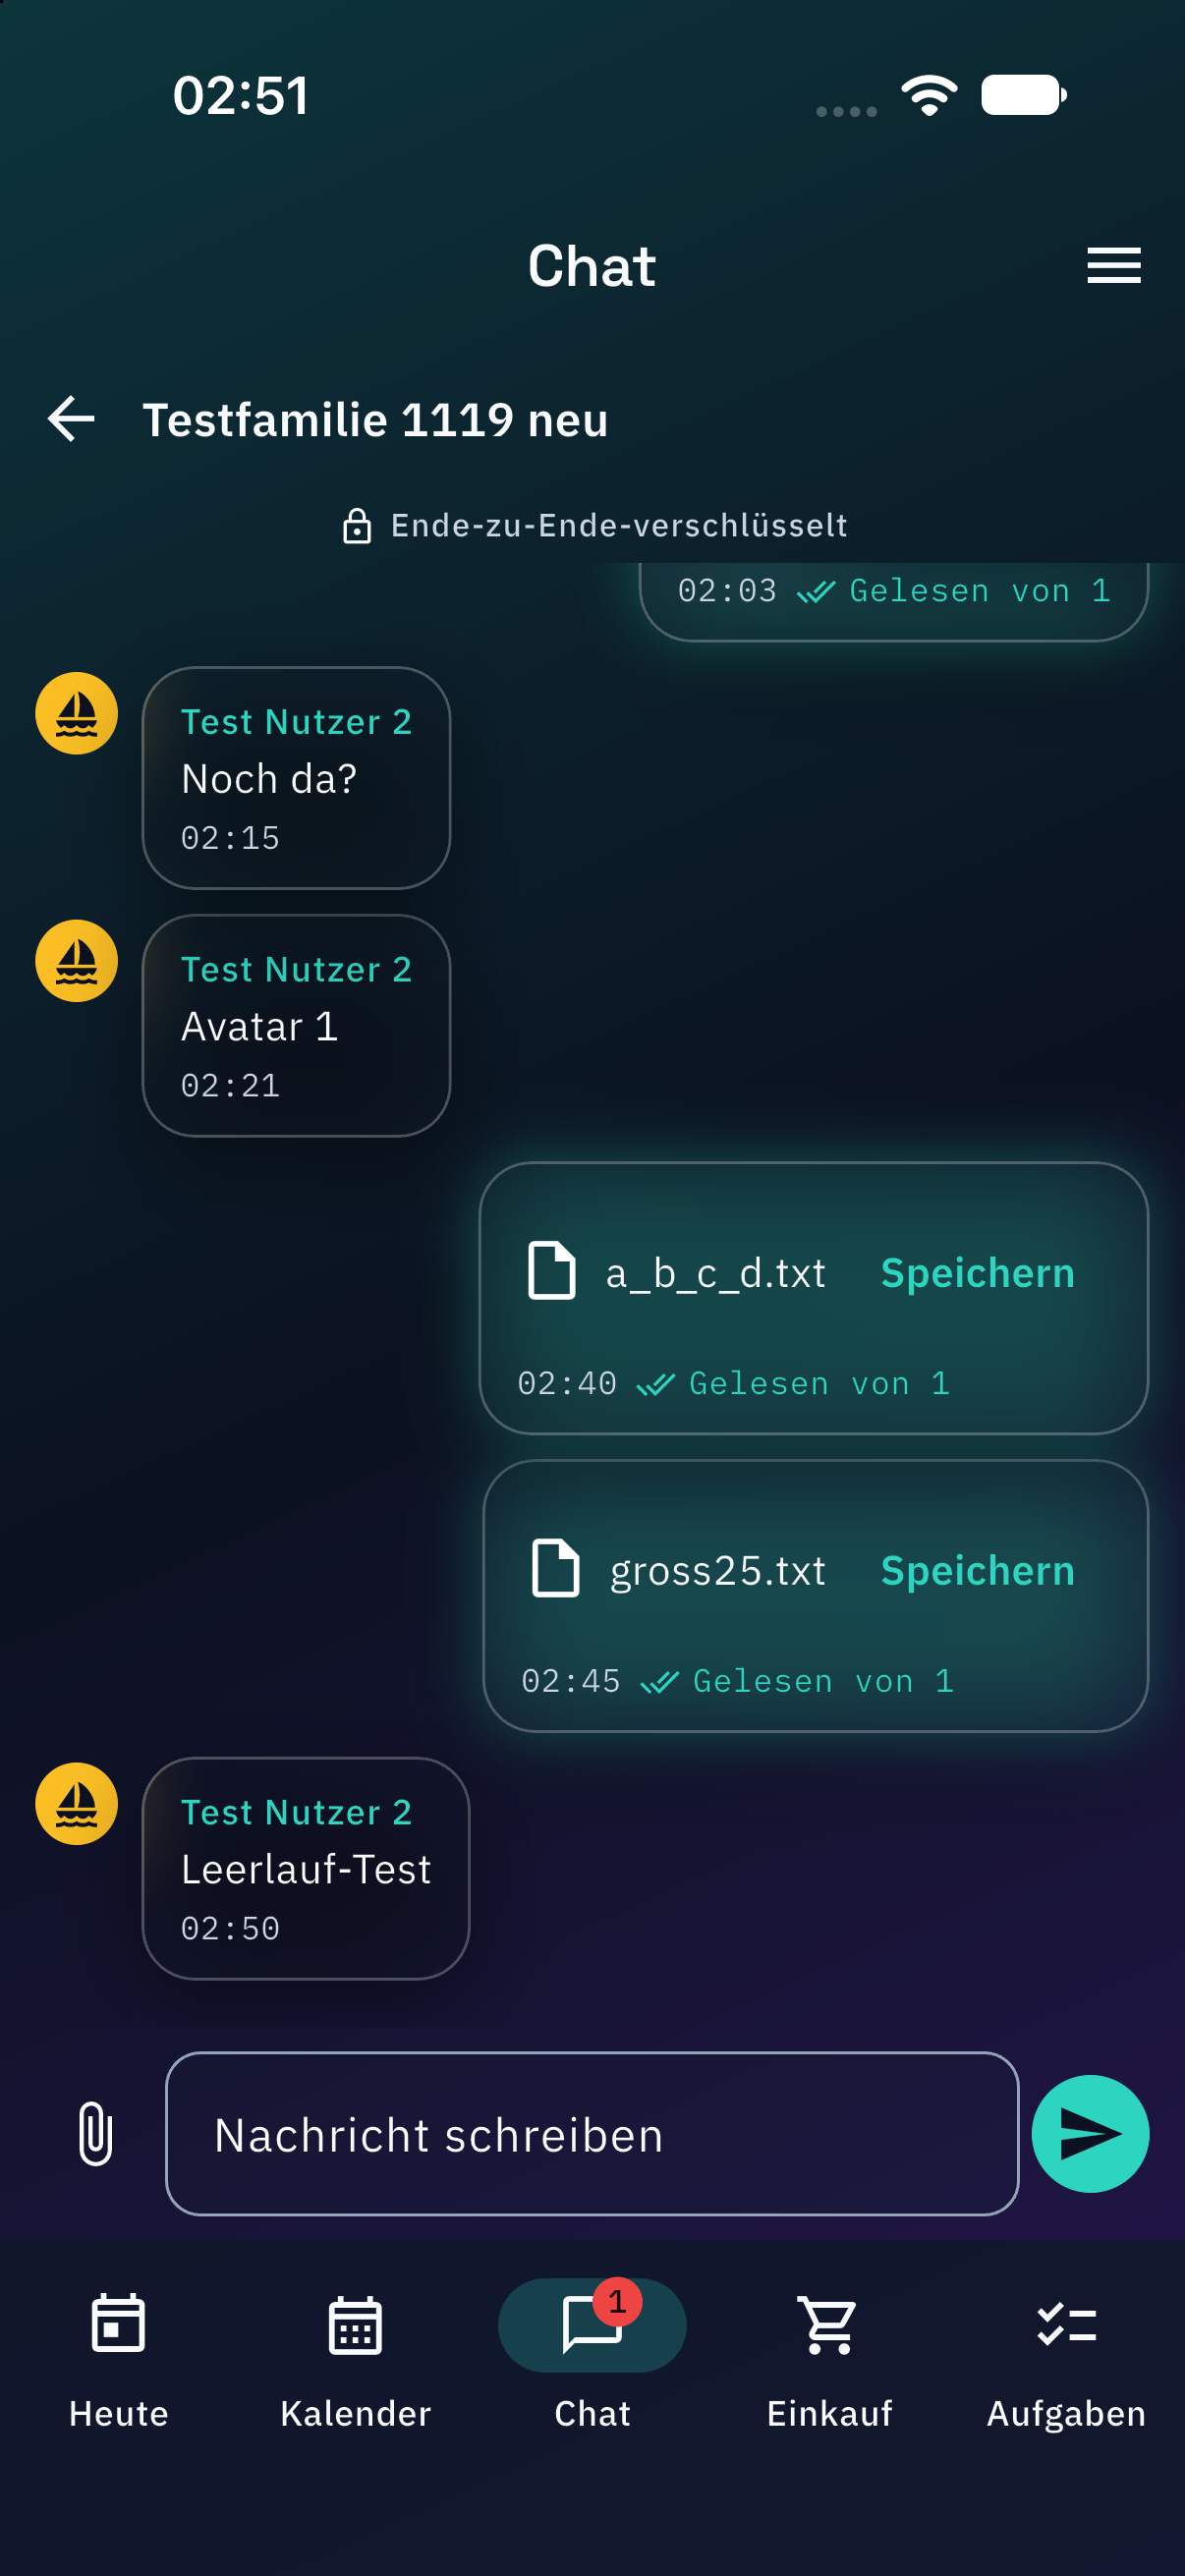 02:51
Chat
Testfamilie 1119 neu
Ende-zu-Ende-verschlüsselt
02:03 Gelesen von 1
Test Nutzer 2
Noch da?
02:15
Test Nutzer 2
Avatar 1
02:21
a_b_c_d.txt Speichern
02:40 Gelesen von 1
gross25.txt Speichern
02:45 Gelesen von 1
Test Nutzer 2
Leerlauf-Test
02:50
Nachricht schreiben
1
Heute Kalender Chat Einkauf Aufgaben